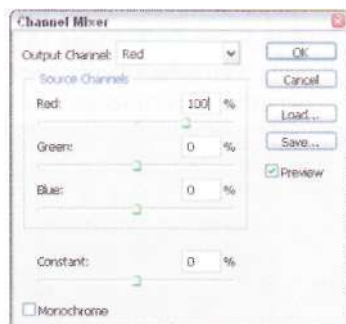 Channel Mixer
Output Channel: Red
OK
Source Channels
Cancel
Red: 100 %
Load...
Green: 0 %
Save...
Preview
Blue: 0 %
Constant: 0 %
Monochrome